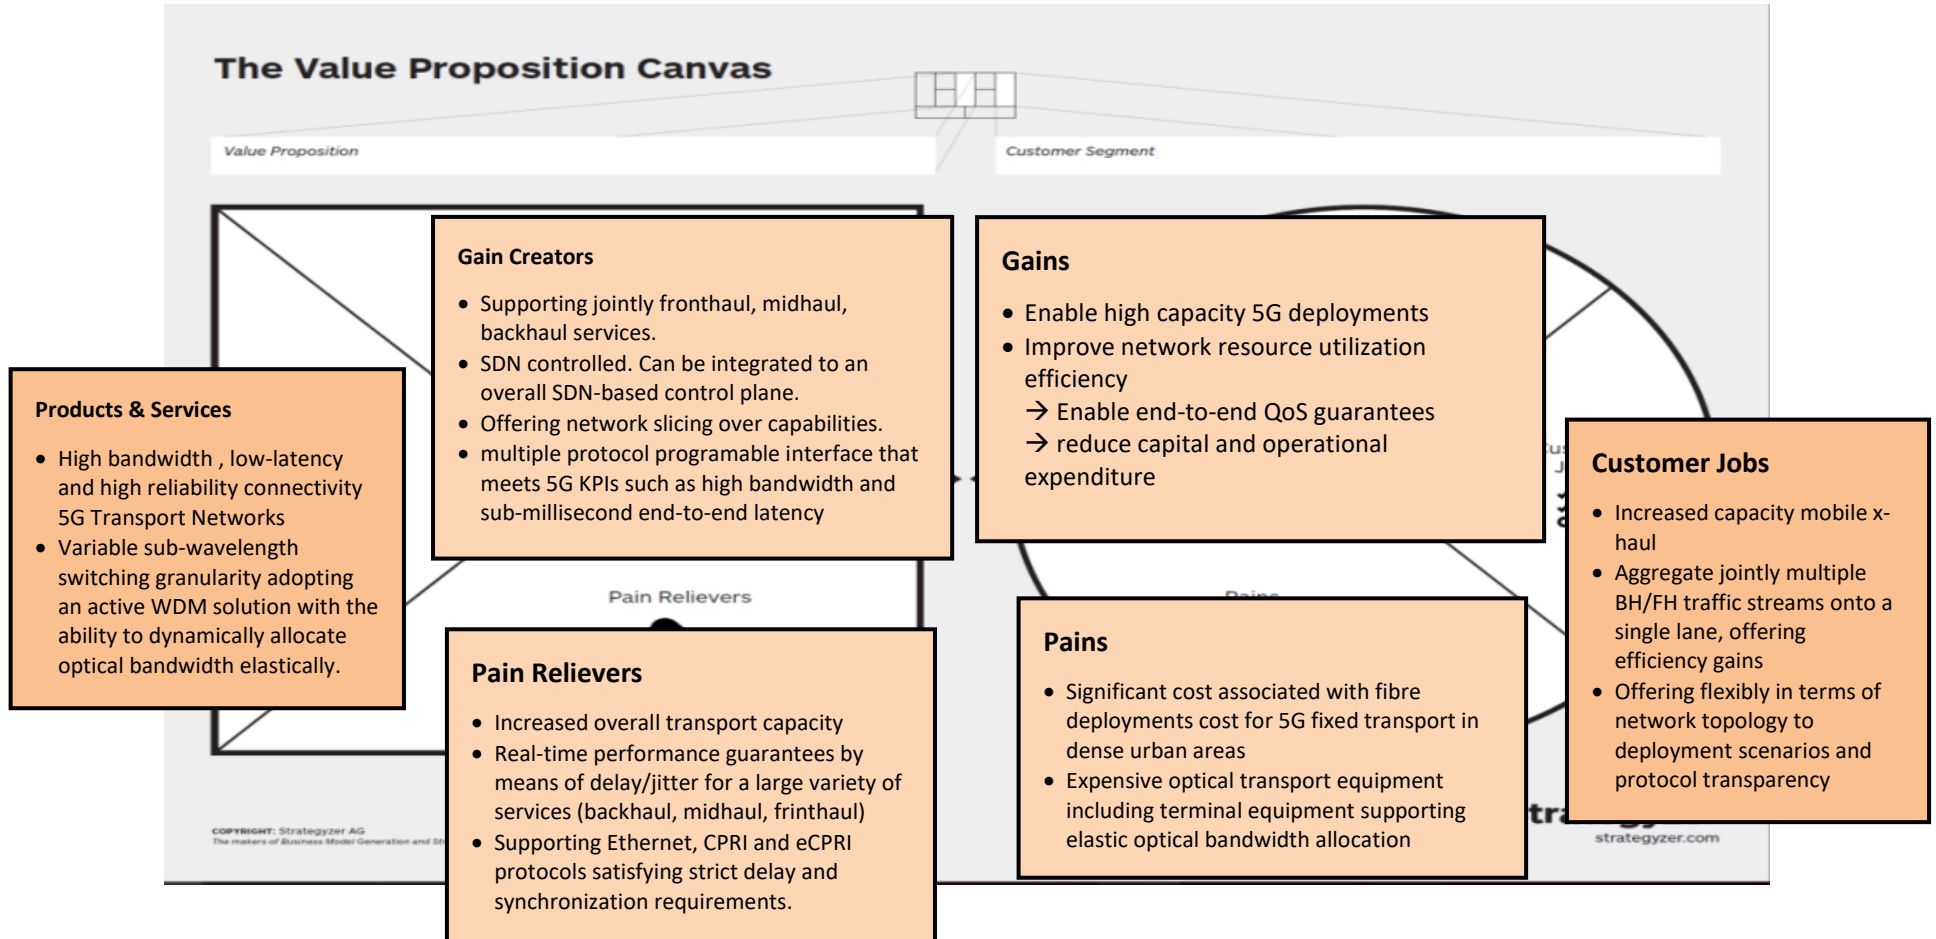 The Value Proposition Canvas
Value Proposition
Customer Segment
Gain Creators
• Supporting jointly fronthaul, midhaul,
backhaul services.
• SDN controlled. Can be integrated to an
overall SDN-based control plane.
• Offering network slicing over capabilities.
• multiple protocol programable interface that
meets 5G KPIs such as high bandwidth and
sub-millisecond end-to-end latency
Gains
• Enable high capacity 5G deployments
• Improve network resource utilization
efficiency
→ Enable end-to-end QoS guarantees
→ reduce capital and operational
expenditure
Products & Services
• High bandwidth , low-latency
and high reliability connectivity
5G Transport Networks
• Variable sub-wavelength
switching granularity adopting
an active WDM solution with the
ability to dynamically allocate
optical bandwidth elastically.
Customer Jobs
• Increased capacity mobile x-
haul
• Aggregate jointly multiple
BH/FH traffic streams onto a
single lane, offering
efficiency gains
• Offering flexibly in terms of
network topology to
deployment scenarios and
protocol transparency
Pain Relievers
Pain Relievers
• Increased overall transport capacity
• Real-time performance guarantees by
means of delay/jitter for a large variety of
services (backhaul, midhaul, frinthaul)
• Supporting Ethernet, CPRI and eCPRI
protocols satisfying strict delay and
synchronization requirements.
Pains
• Significant cost associated with fibre
deployments cost for 5G fixed transport in
dense urban areas
• Expensive optical transport equipment
including terminal equipment supporting
elastic optical bandwidth allocation
COPYRIGHT: Strategyzer AG
The makers of Business Model Generation and
strategyzer.com